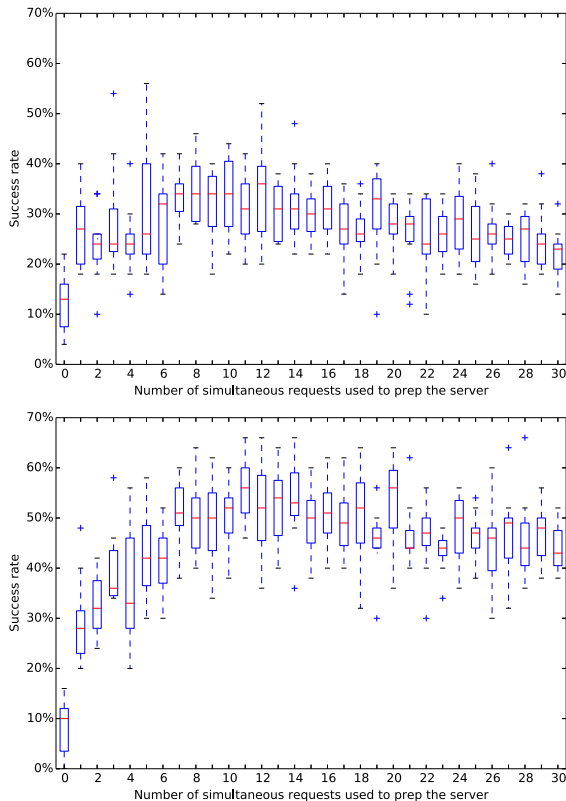 70%
60%
50%
40%
30%
20%
10%
0%
Success rate
0 2 4 6 8 10 12 14 16 18 20 22 24 26 28 30
Number of simultaneous requests used to prep the server
70%
60%
50%
40%
30%
20%
10%
0%
Success rate
0 2 4 6 8 10 12 14 16 18 20 22 24 26 28 30
Number of simultaneous requests used to prep the server